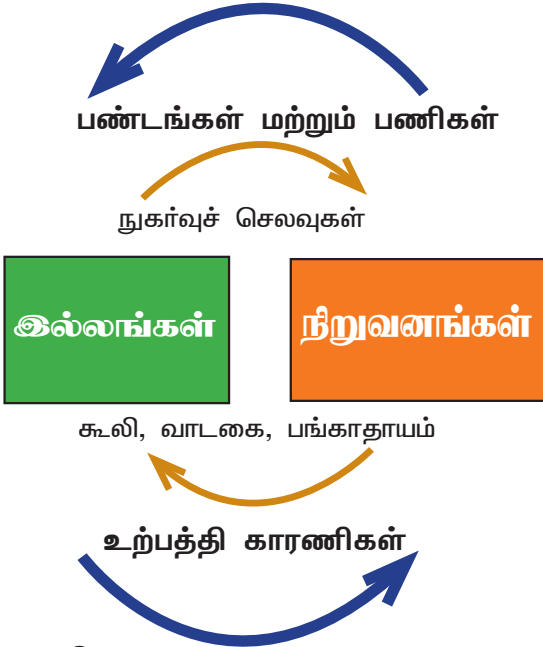 பண்டங்கள் மற்றும் பணிகள்
நுகர்வுச் செலவுகள்
இல்லங்கள்
நிறுவனங்கள்
கூலி, வாடகை, பங்காதாயம்
உற்பத்தி காரணிகள்